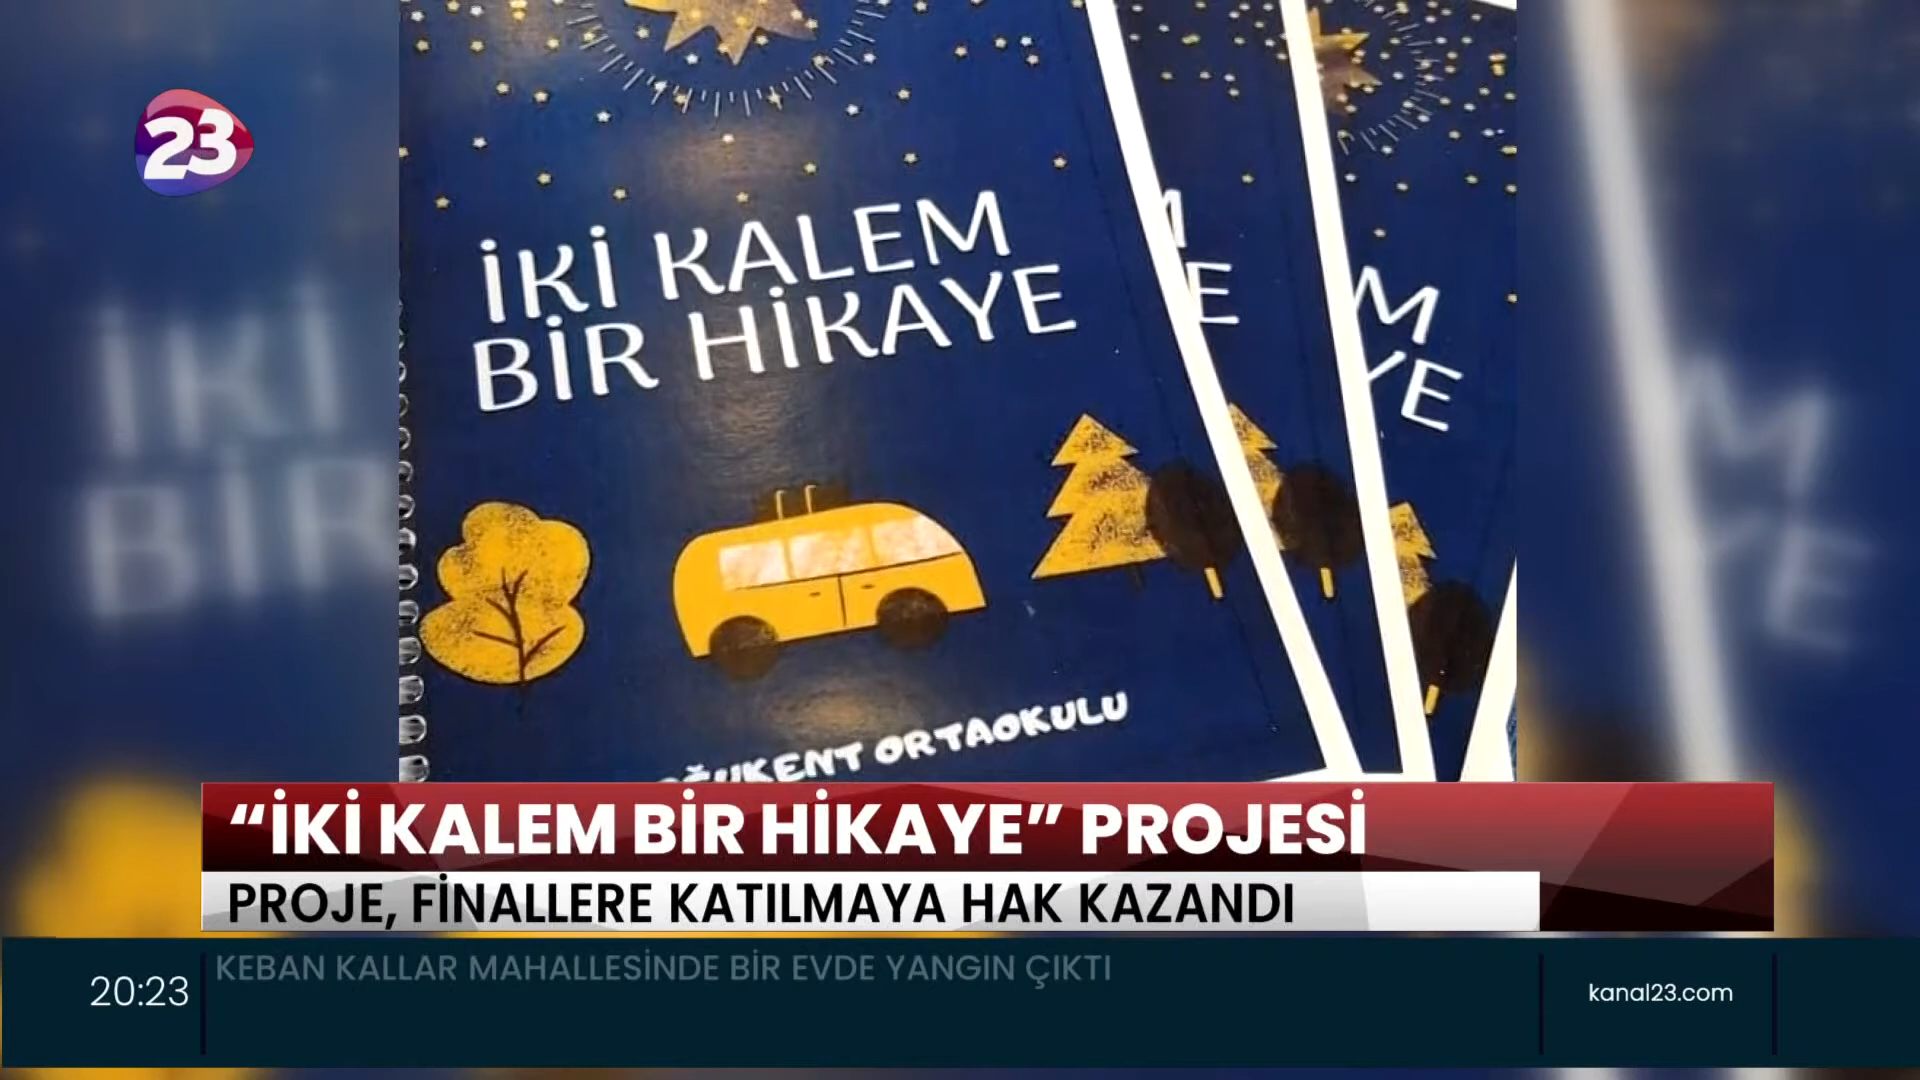 23
İKİ KALEM
BİR HİKAYE
M
E
M
YE
ORTAOKULU
“İKİ KALEM BİR HİKAYE” PROJESİ
PROJE, FİNALLERE KATILMAYA HAK KAZANDI
20:23
KEBAN KALLAR MAHALLESİNDE BİR EVDE YANGIN ÇIKTI
kanal23.com